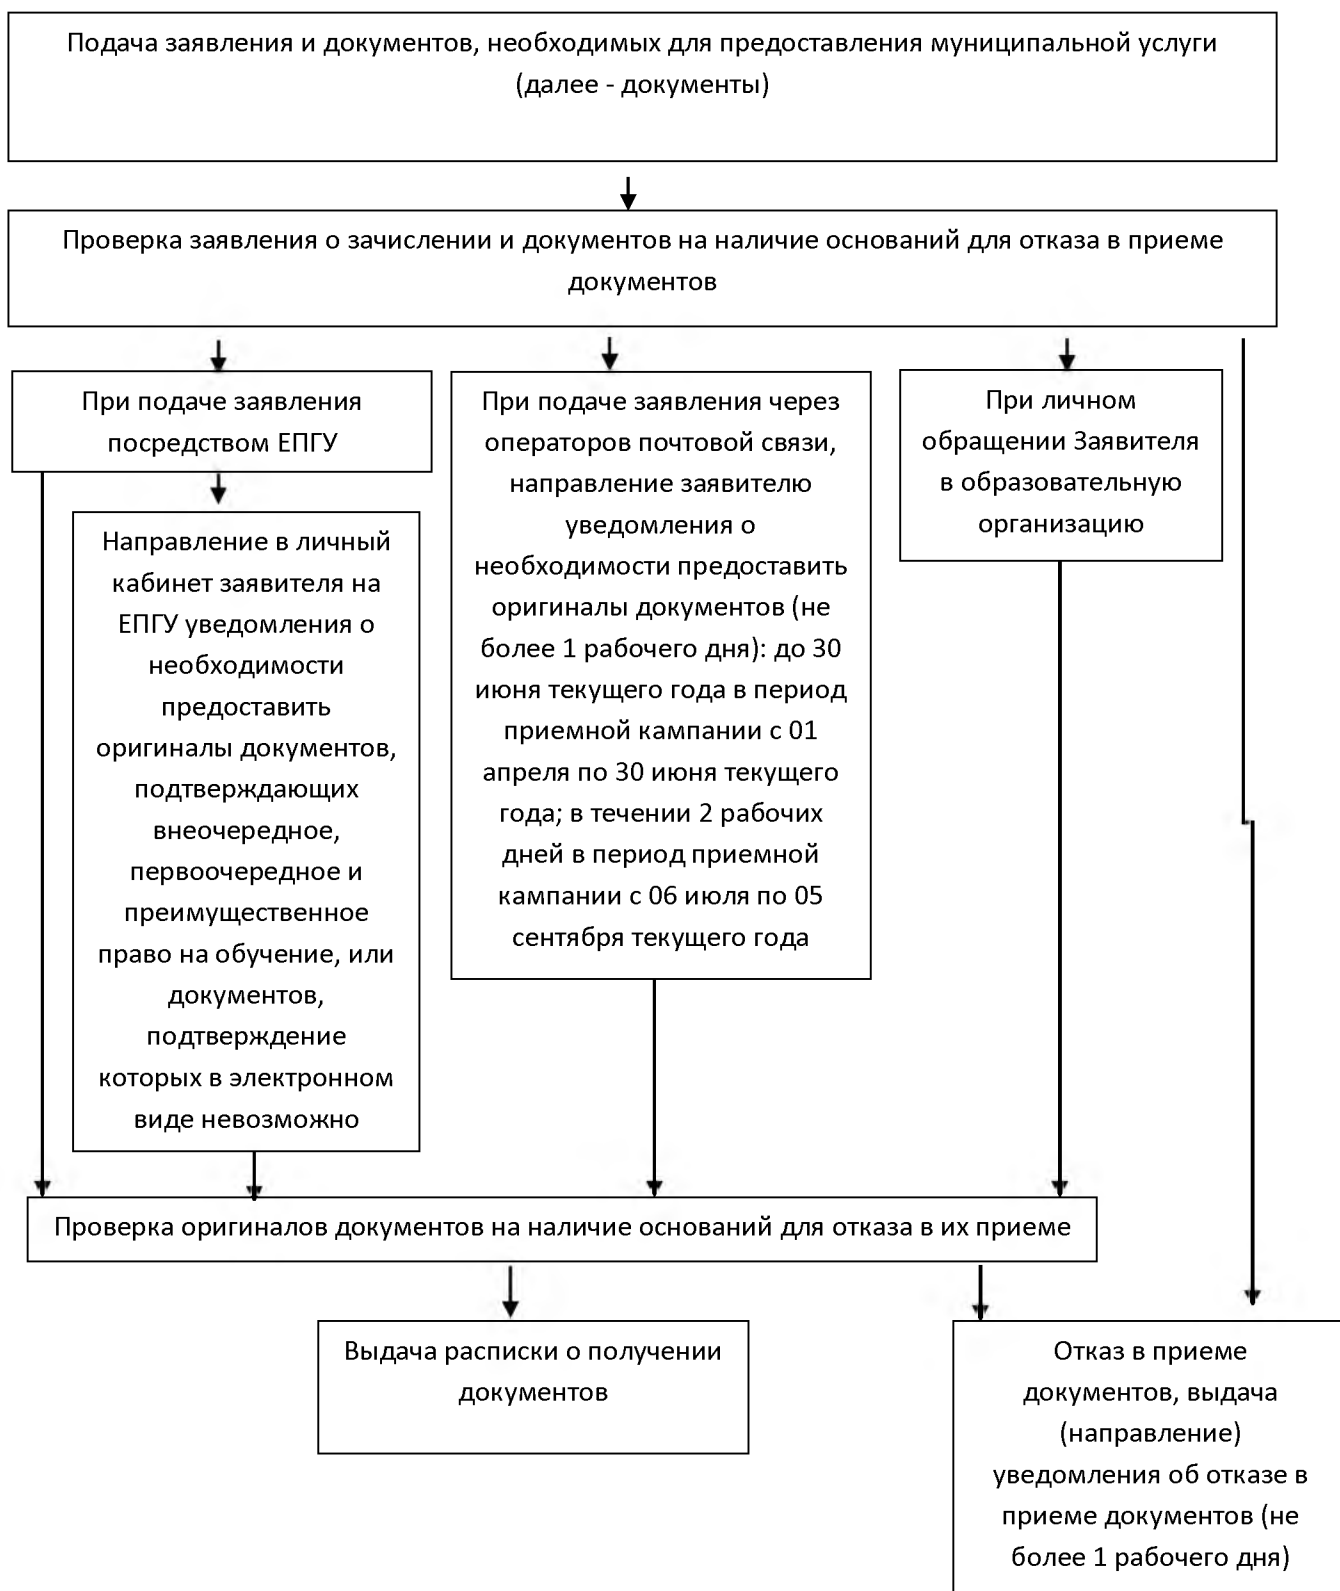 Подача заявления и документов, необходимых для предоставления муниципальной услуги
(далее - документы)
Проверка заявления о зачислении и документов на наличие оснований для отказа в приеме
документов
При подаче заявления
посредством ЕПГУ
Направление в личный
кабинет заявителя на
ЕПГУ уведомления о
необходимости
предоставить
оригиналы документов,
подтверждающих
внеочередное,
первоочередное и
преимущественное
право на обучение, или
документов,
подтверждение
которых в электронном
виде невозможно
При подаче заявления через
операторов почтовой связи,
направление заявителю
уведомления о
необходимости предоставить
оригиналы документов (не
более 1 рабочего дня): до 30
июня текущего года в период
приемной кампании с 01
апреля по 30 июня текущего
года; в течении 2 рабочих
дней в период приемной
кампании с 06 июля по 05
сентября текущего года
При личном
обращении Заявителя
в образовательную
организацию
Проверка оригиналов документов на наличие оснований для отказа в их приеме
Выдача расписки о получении
документов
Отказ в приеме
документов, выдача
(направление)
уведомления об отказе в
приеме документов (не
более 1 рабочего дня)